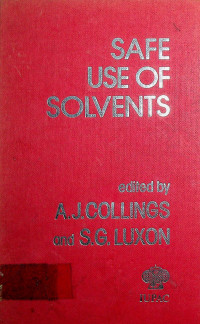 SAFE
USE OF
SOLVENTS
edited by
A.J.COLLINGS
and S.G.LUXON